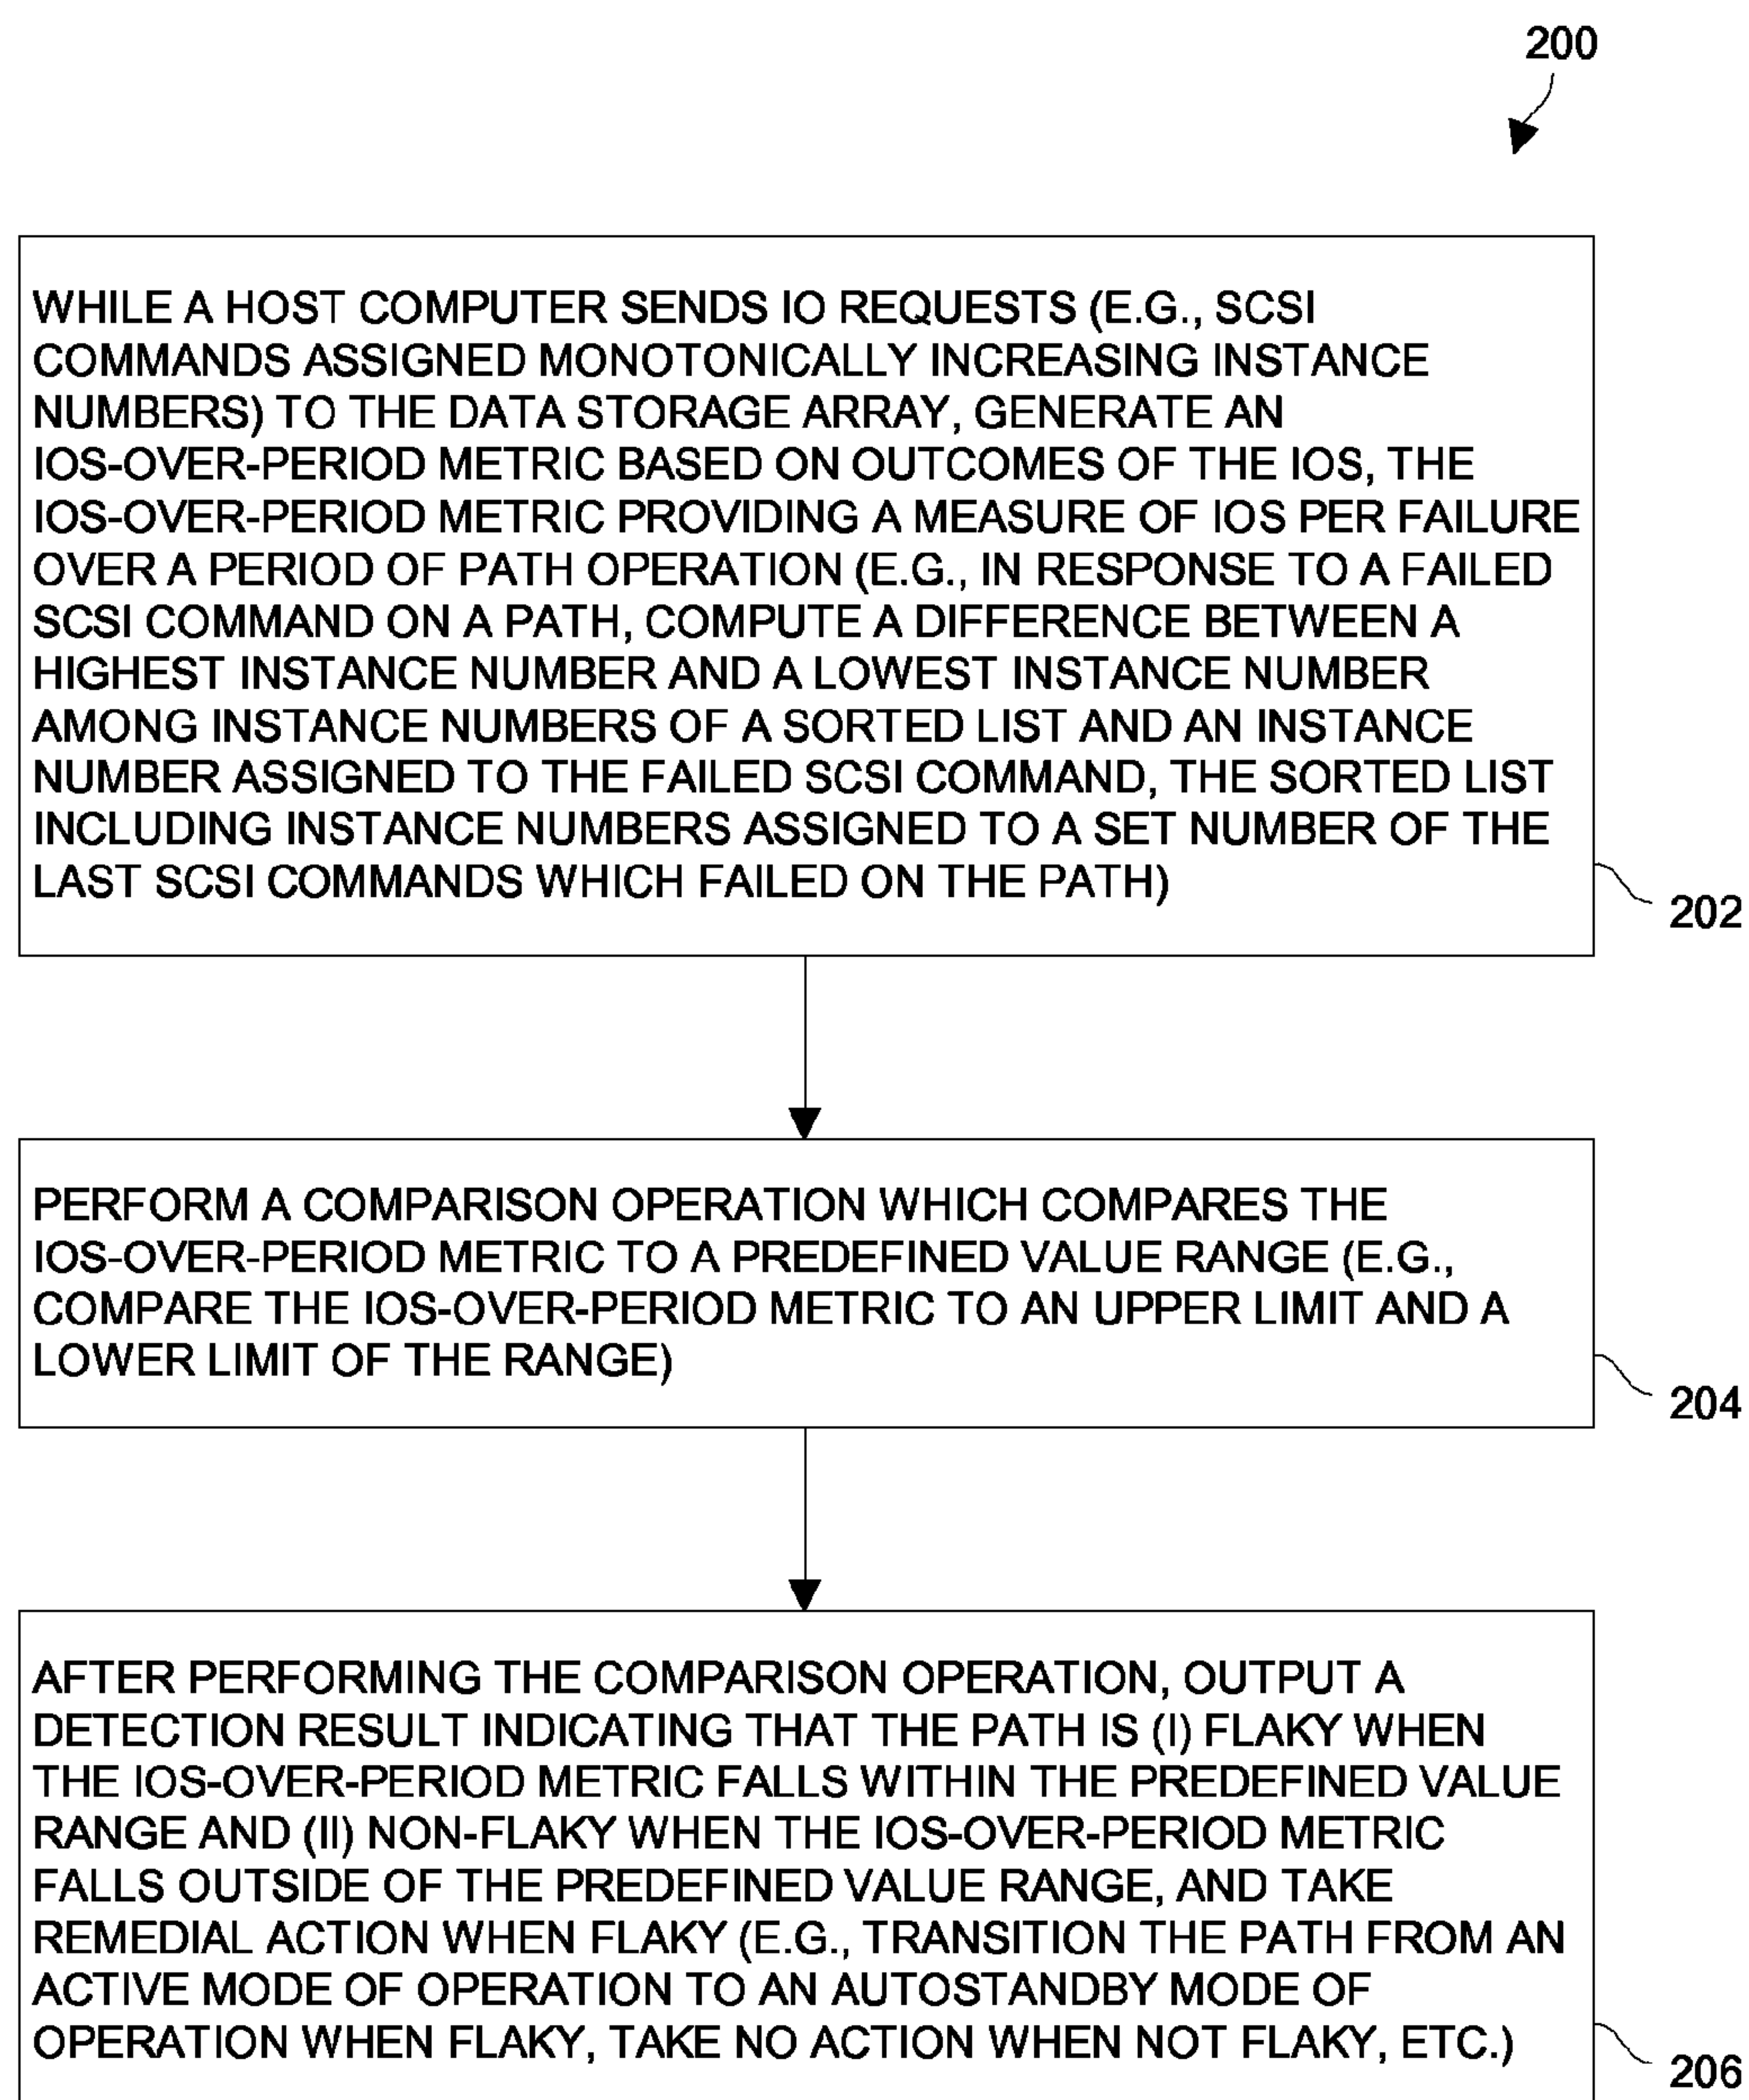 200
WHILE A HOST COMPUTER SENDS IO REQUESTS (E.G., SCSI
COMMANDS ASSIGNED MONOTONICALLY INCREASING INSTANCE
NUMBERS) TO THE DATA STORAGE ARRAY, GENERATE AN
IOS-OVER-PERIOD METRIC BASED ON OUTCOMES OF THE IOS, THE
IOS-OVER-PERIOD METRIC PROVIDING A MEASURE OF IOS PER FAILURE
OVER A PERIOD OF PATH OPERATION (E.G., IN RESPONSE TO A FAILED
SCSI COMMAND ON A PATH, COMPUTE A DIFFERENCE BETWEEN A
HIGHEST INSTANCE NUMBER AND A LOWEST INSTANCE NUMBER
AMONG INSTANCE NUMBERS OF A SORTED LIST AND AN INSTANCE
NUMBER ASSIGNED TO THE FAILED SCSI COMMAND, THE SORTED LIST
INCLUDING INSTANCE NUMBERS ASSIGNED TO A SET NUMBER OF THE
LAST SCSI COMMANDS WHICH FAILED ON THE PATH)
202
PERFORM A COMPARISON OPERATION WHICH COMPARES THE
IOS-OVER-PERIOD METRIC TO A PREDEFINED VALUE RANGE (E.G.,
COMPARE THE IOS-OVER-PERIOD METRIC TO AN UPPER LIMIT AND A
LOWER LIMIT OF THE RANGE)
204
AFTER PERFORMING THE COMPARISON OPERATION, OUTPUT A
DETECTION RESULT INDICATING THAT THE PATH IS (I) FLAKY WHEN
THE IOS-OVER-PERIOD METRIC FALLS WITHIN THE PREDEFINED VALUE
RANGE AND (II) NON-FLAKY WHEN THE IOS-OVER-PERIOD METRIC
FALLS OUTSIDE OF THE PREDEFINED VALUE RANGE, AND TAKE
REMEDIAL ACTION WHEN FLAKY (E.G., TRANSITION THE PATH FROM AN
ACTIVE MODE OF OPERATION TO AN AUTOSTANDBY MODE OF
OPERATION WHEN FLAKY, TAKE NO ACTION WHEN NOT FLAKY, ETC.)
206